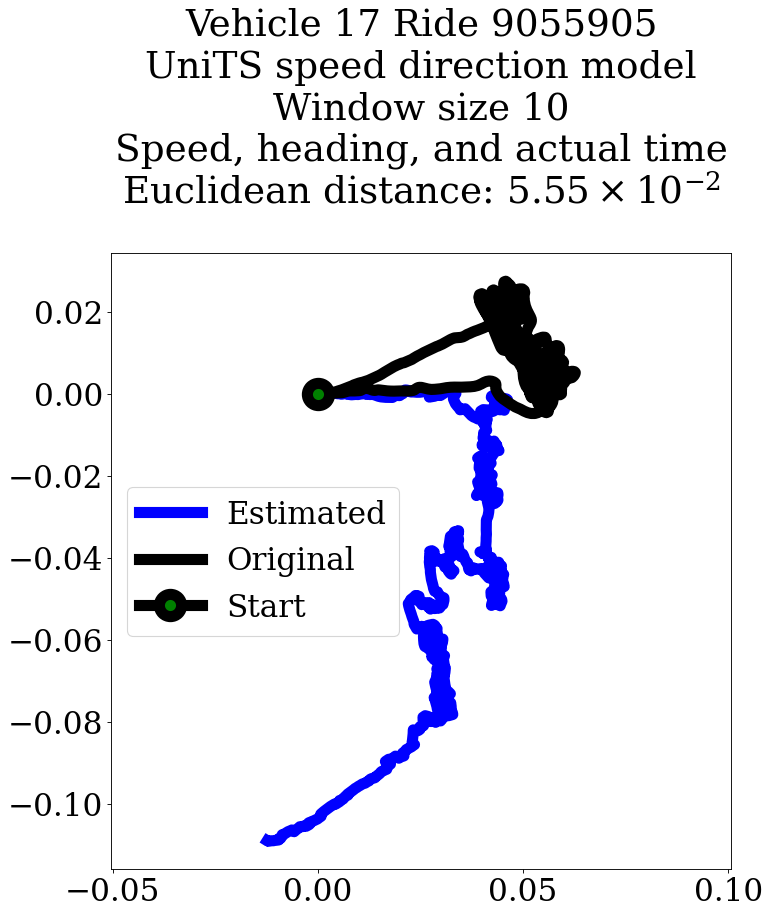 Vehicle 17 Ride 9055905
UniTS speed direction model
Window size 10
Speed, heading, and actual time
Euclidean distance: 5.55 × 10⁻²
0.02
0.00
−0.02
−0.04
−0.06
−0.08
−0.10
Estimated
Original
Start
−0.05
0.00
0.05
0.10